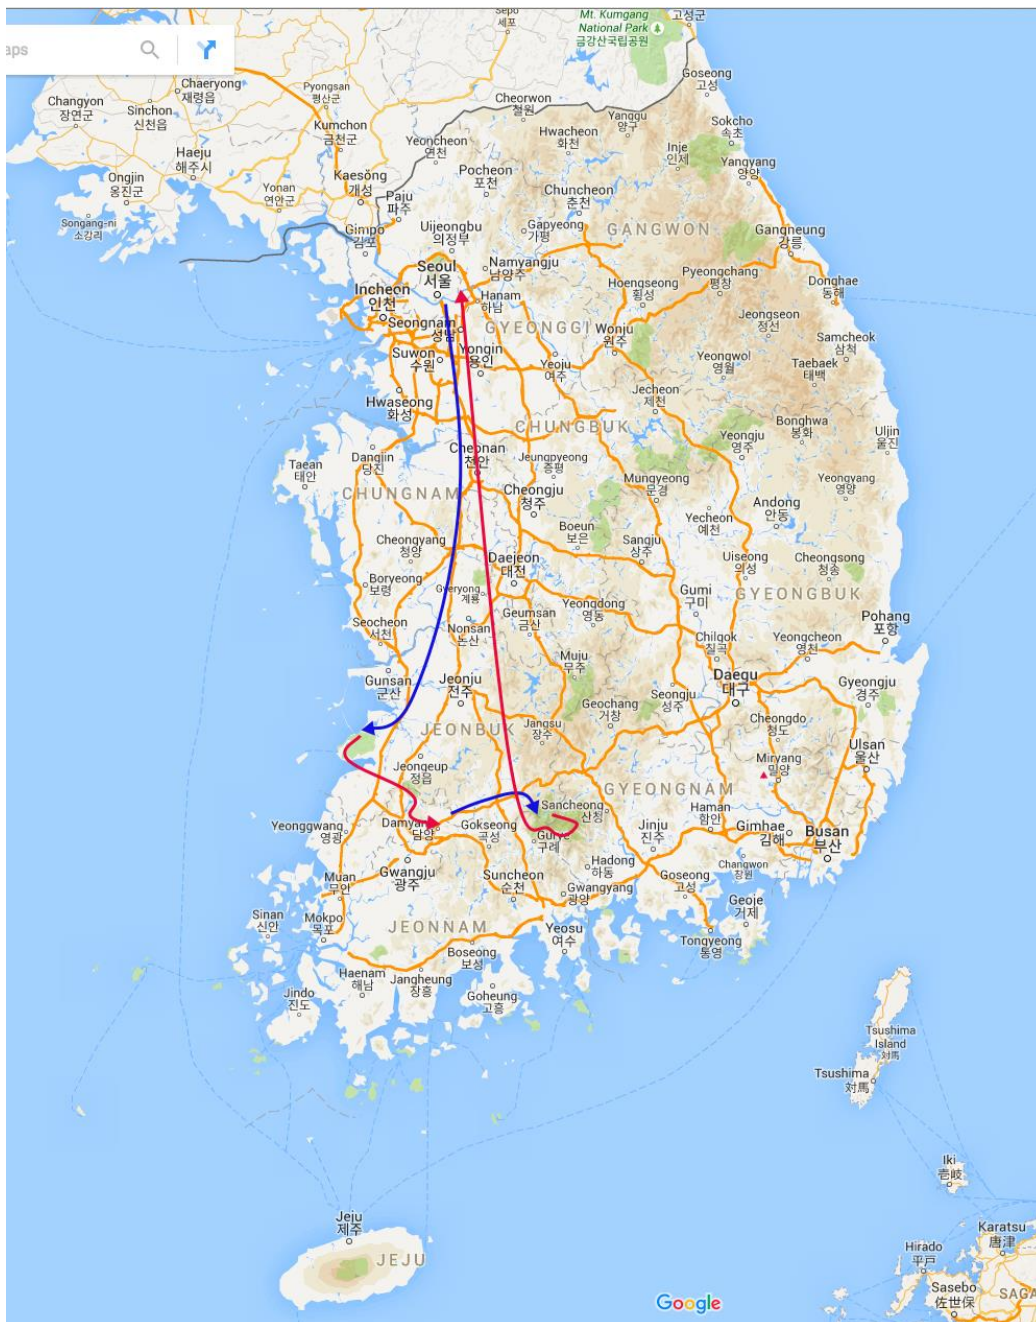 aps
Sepo
세포
Mt. Kumgang
National Park
금강산국립공원
고성군
Goseong
고성
Chaeryong
재령읍
Pyongsan
평산군
Changyon
장연군
Sinchon
신천읍
Kumchon
금천군
Cheorwon
철원
Yanggu
양구
Sokcho
속초
Haeju
해주시
Yeoncheon
연천
Hwacheon
화천
Inje
인제
Yangyang
양양
Ongjin
옹진군
Yonan
연안군
Kaesŏng
개성
Pocheon
포천
Chuncheon
춘천
Songang-ni
소강리
Paju
파주
Gimpo
김포
Uijeongbu
의정부
Gapyeong
가평
GANGWON
Gangneung
강릉
Seoul
서울
Namyangju
남양주
Pyeongchang
평창
Incheon
인천
Hanam
하남
Hoengseong
횡성
Donghae
동해
Seongnam
성남
GYEONGGI
Wonju
원주
Jeongseon
정선
Samcheok
삼척
Suwon
수원
Yongin
용인
Yeoju
여주
Yeongwol
영월
Taebaek
태백
Hwaseong
화성
Jecheon
제천
CHUNGBUK
Bonghwa
봉화
Uljin
울진
Yeongju
영주
Taean
태안
Dangjin
당진
Cheonan
천안
Jeungpyeong
증평
Mungyeong
문경
Yeongyang
영양
CHUNGNAM
Cheongju
청주
Andong
안동
Yecheon
예천
Boeun
보은
Sangju
상주
Cheongyang
청양
Daejeon
대전
Uiseong
의성
Cheongsong
청송
Boryeong
보령
Gyeryong
계룡
Gumi
구미
GYEONGBUK
Yeongdong
영동
Geumsan
금산
Pohang
포항
Seocheon
서천
Nonsan
논산
Chilgok
칠곡
Yeongcheon
영천
Muju
무주
Gunsan
군산
Jeonju
전주
Daegu
대구
Seongju
성주
Gyeongju
경주
Geochang
거창
JEONBUK
Jangsu
장수
Cheongdo
청도
Ulsan
울산
Jeongeup
정읍
Miryang
밀양
GYEONGNAM
Sancheong
산청
Haman
함안
Yeonggwang
영광
Damyang
담양
Gokseong
곡성
Gurye
구례
Jinju
진주
Gimhae
김해
Busan
부산
Gwangju
광주
Hadong
하동
Changwon
창원
Muan
무안
Suncheon
순천
Gwangyang
광양
Goseong
고성
Geoje
거제
Sinan
신안
Mokpo
목포
JEONNAM
Yeosu
여수
Tongyeong
통영
Boseong
보성
Haenam
해남
Jangheung
장흥
Jindo
진도
Goheung
고흥
Tsushima
Island
対馬
Tsushima
対馬
Iki
壱岐
Jeju
제주
JEJU
Karatsu
唐津
Hirado
平戸
Sasebo
佐世保
SAGA
Google